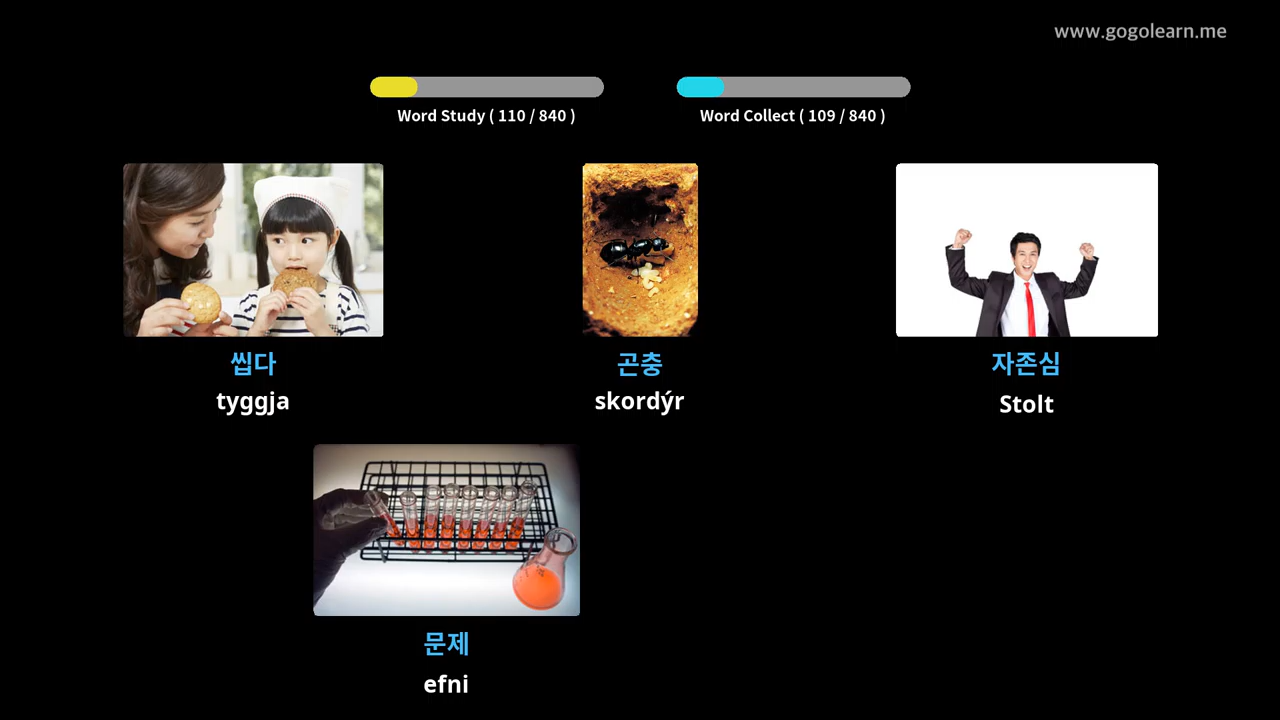 www.gogolearn.me
Word Study ( 110 / 840 )
Word Collect ( 109 / 840 )
씹다
tyggja
곤충
skordýr
자존심
Stolt
문제
efni